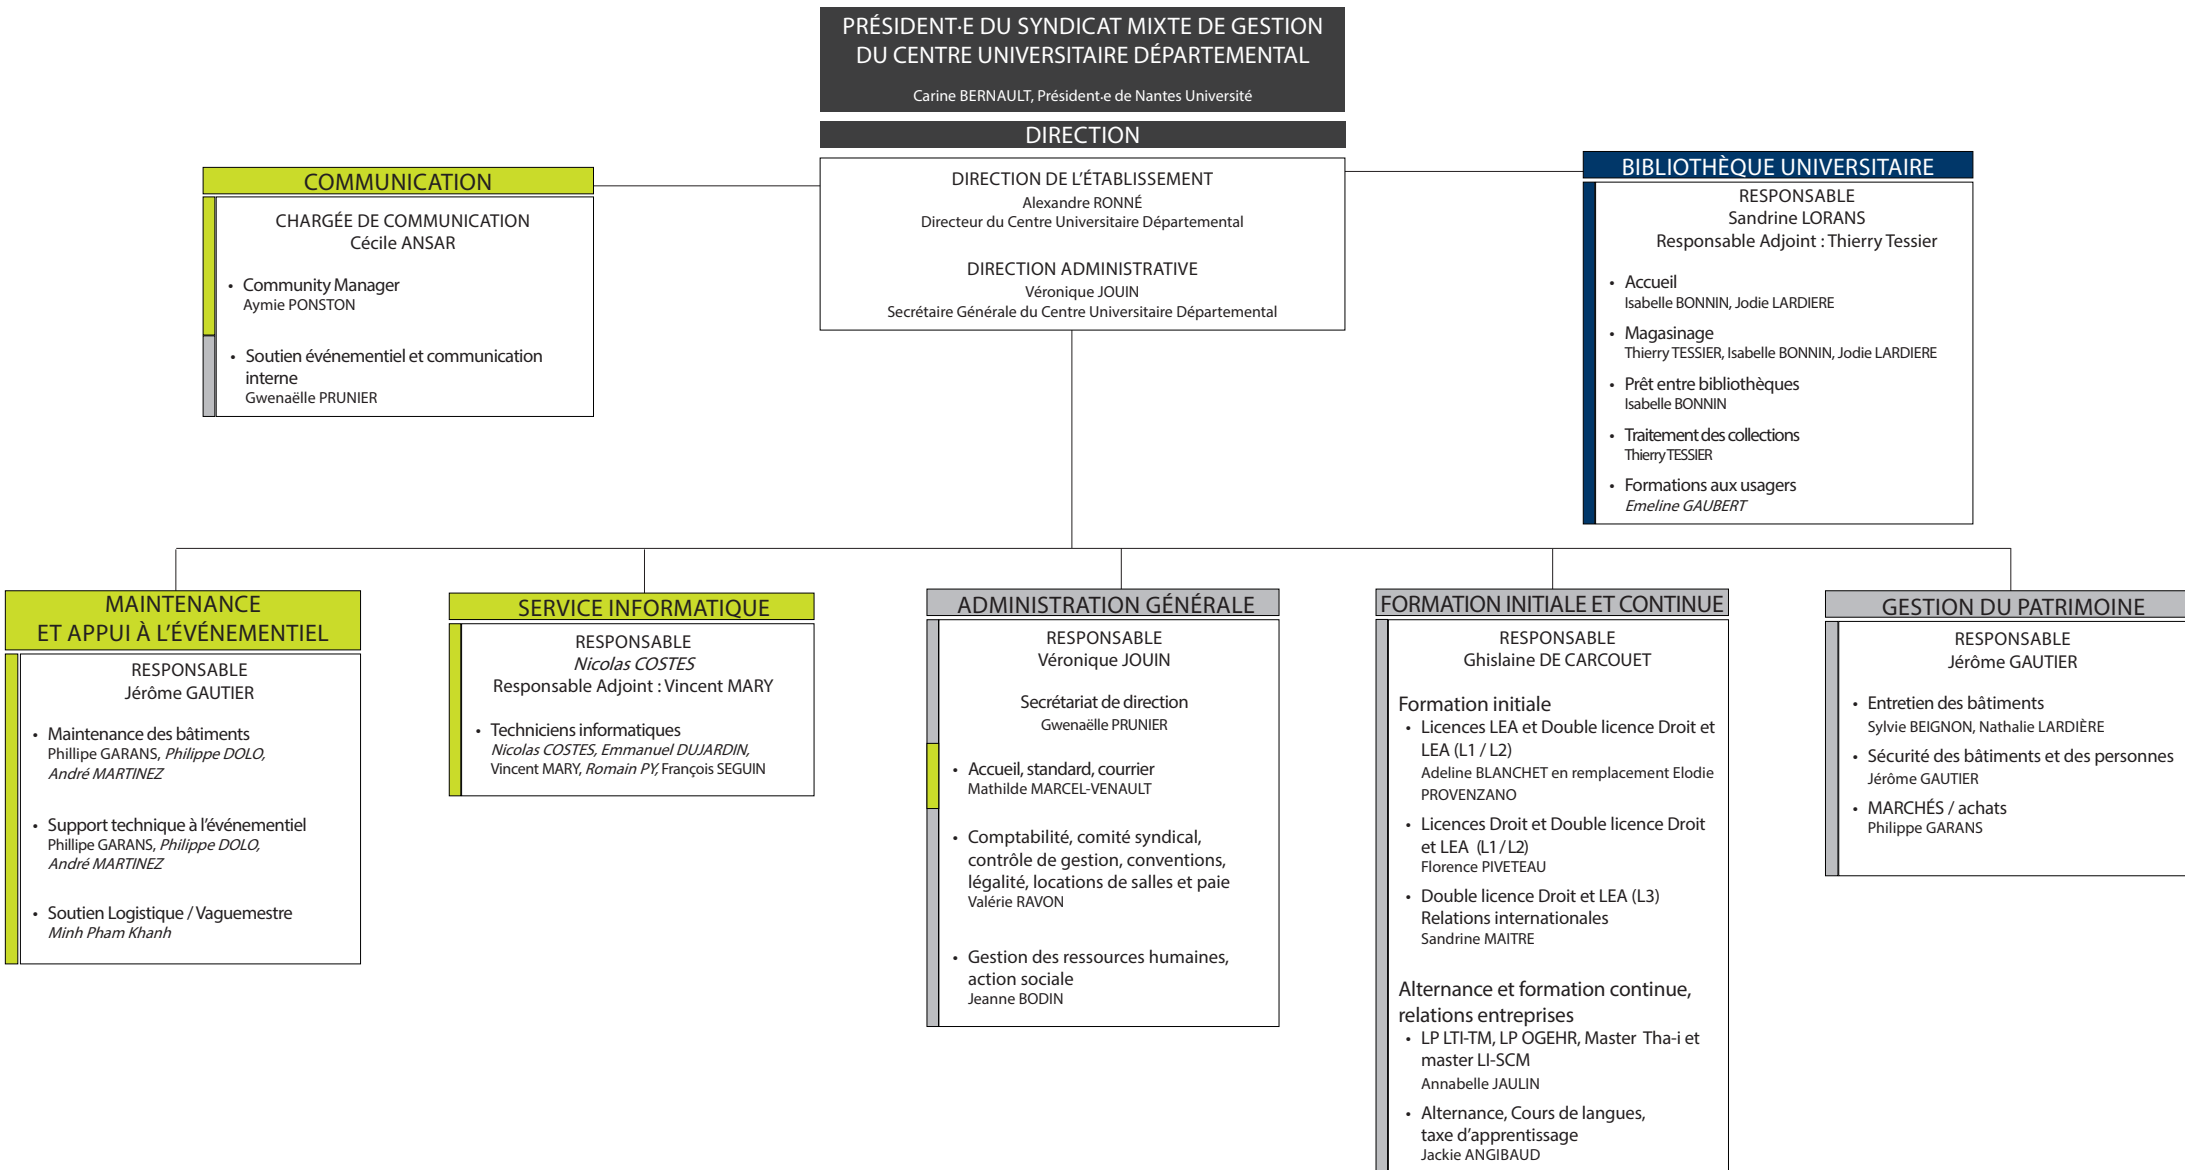 PRÉSIDENT·E DU SYNDICAT MIXTE DE GESTION
DU CENTRE UNIVERSITAIRE DÉPARTEMENTAL
Carine BERNAULT, Président·e de Nantes Université
DIRECTION
DIRECTION DE L'ÉTABLISSEMENT
Alexandre RONNÉ
Directeur du Centre Universitaire Départemental
DIRECTION ADMINISTRATIVE
Véronique JOUIN
Secrétaire Générale du Centre Universitaire Départemental
COMMUNICATION
CHARGÉE DE COMMUNICATION
Cécile ANSAR
• Community Manager
Aymie PONSTON
• Soutien événementiel et communication
interne
Gwenaëlle PRUNIER
BIBLIOTHÈQUE UNIVERSITAIRE
RESPONSABLE
Sandrine LORANS
Responsable Adjoint : Thierry Tessier
• Accueil
Isabelle BONNIN, Jodie LARDIERE
• Magasinage
Thierry TESSIER, Isabelle BONNIN, Jodie LARDIERE
• Prêt entre bibliothèques
Isabelle BONNIN
• Traitement des collections
Thierry TESSIER
• Formations aux usagers
Emeline GAUBERT
MAINTENANCE
ET APPUI À L'ÉVÉNEMENTIEL
RESPONSABLE
Jérôme GAUTIER
• Maintenance des bâtiments
Phillipe GARANS, Philippe DOLO,
André MARTINEZ
• Support technique à l'événementiel
Phillipe GARANS, Philippe DOLO,
André MARTINEZ
• Soutien Logistique / Vaguemestre
Minh Pham Khanh
SERVICE INFORMATIQUE
RESPONSABLE
Nicolas COSTES
Responsable Adjoint : Vincent MARY
• Techniciens informatiques
Nicolas COSTES, Emmanuel DUJARDIN,
Vincent MARY, Romain PY, François SEGUIN
ADMINISTRATION GÉNÉRALE
RESPONSABLE
Véronique JOUIN
Secrétariat de direction
Gwenaëlle PRUNIER
• Accueil, standard, courrier
Mathilde MARCEL-VENAULT
• Comptabilité, comité syndical,
contrôle de gestion, conventions,
légalité, locations de salles et paie
Valérie RAVON
• Gestion des ressources humaines,
action sociale
Jeanne BODIN
FORMATION INITIALE ET CONTINUE
RESPONSABLE
Ghislaine DE CARCOUET
Formation initiale
• Licences LEA et Double licence Droit et
LEA (L1 / L2)
Adeline BLANCHET en remplacement Elodie
PROVENZANO
• Licences Droit et Double licence Droit
et LEA (L1 / L2)
Florence PIVETEAU
• Double licence Droit et LEA (L3)
Relations internationales
Sandrine MAITRE
Alternance et formation continue,
relations entreprises
• LP LTI-TM, LP OGEHR, Master Tha-i et
master LI-SCM
Annabelle JAULIN
• Alternance, Cours de langues,
taxe d'apprentissage
Jackie ANGIBAUD
GESTION DU PATRIMOINE
RESPONSABLE
Jérôme GAUTIER
• Entretien des bâtiments
Sylvie BEIGNON, Nathalie LARDIÈRE
• Sécurité des bâtiments et des personnes
Jérôme GAUTIER
• MARCHÉS / achats
Philippe GARANS